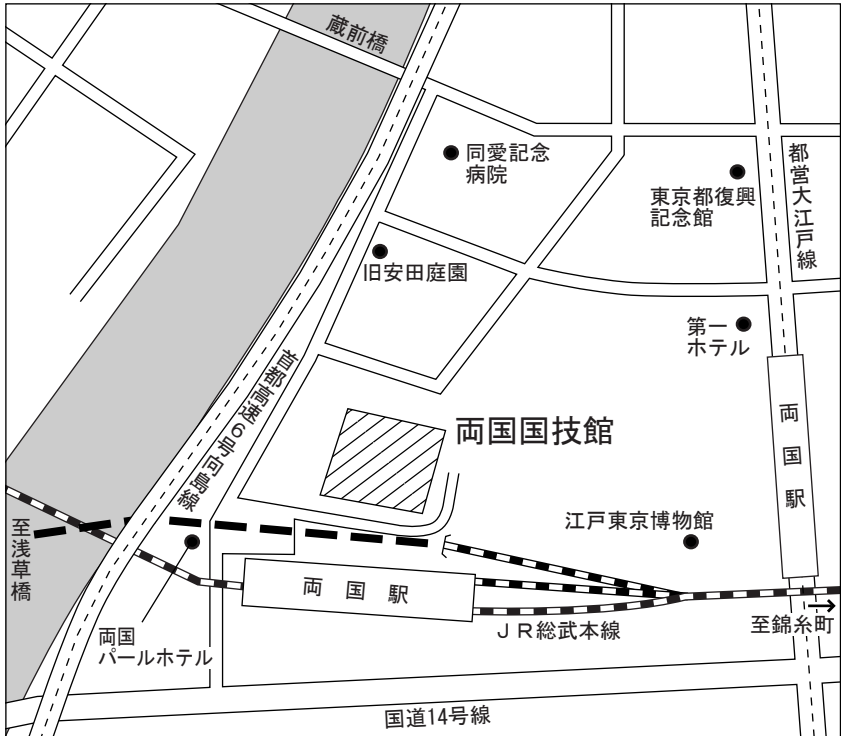 蔵前橋
同愛記念
病院
東京都復興
記念館
都営大江戸線
旧安田庭園
第一
ホテル
首都高速6号向島線
両国国技館
両国駅
江戸東京博物館
至浅草橋
両国駅
両国
パールホテル
JR総武本線
至錦糸町
国道14号線